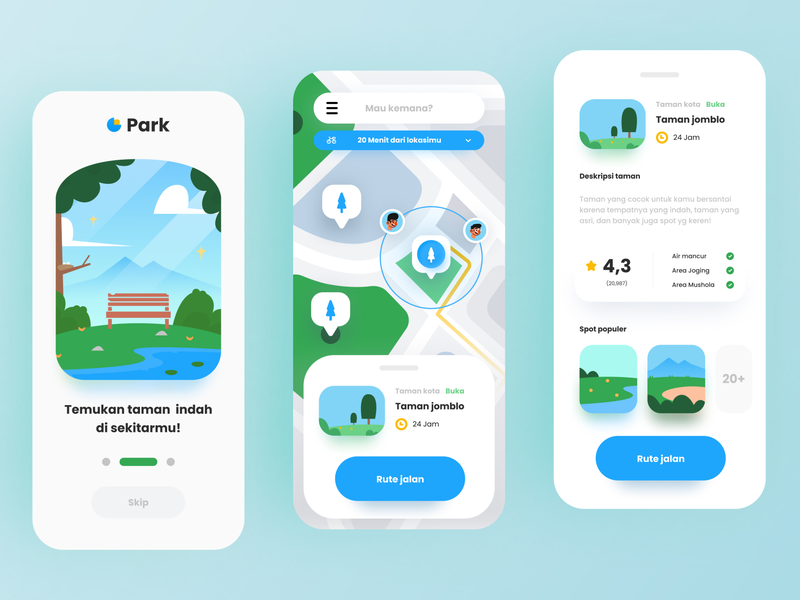 Park
Temukan taman indah
di sekitarmu!
Skip
Mau kemana?
20 Menit dari lokasimu
Taman kota Buka
Taman jomblo
24 Jam
Rute jalan
Taman kota Buka
Taman jomblo
24 Jam
Deskripsi taman
Taman yang cocok untuk kamu bersantai
karena tempatnya yang indah, taman yang
asri, dan banyak juga spot yg keren!
4,3
(20,987)
Air mancur
Area Joging
Area Mushola
Spot populer
20+
Rute jalan